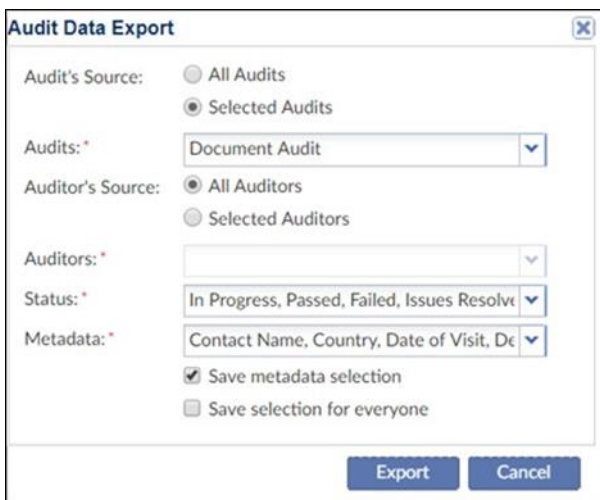 Audit Data Export
Audit's Source: All Audits
Selected Audits
Audits:* Document Audit
Auditor's Source: All Auditors
Selected Auditors
Auditors:*
Status:* In Progress, Passed, Failed, Issues Resolve
Metadata:* Contact Name, Country, Date of Visit, De
Save metadata selection
Save selection for everyone
Export Cancel